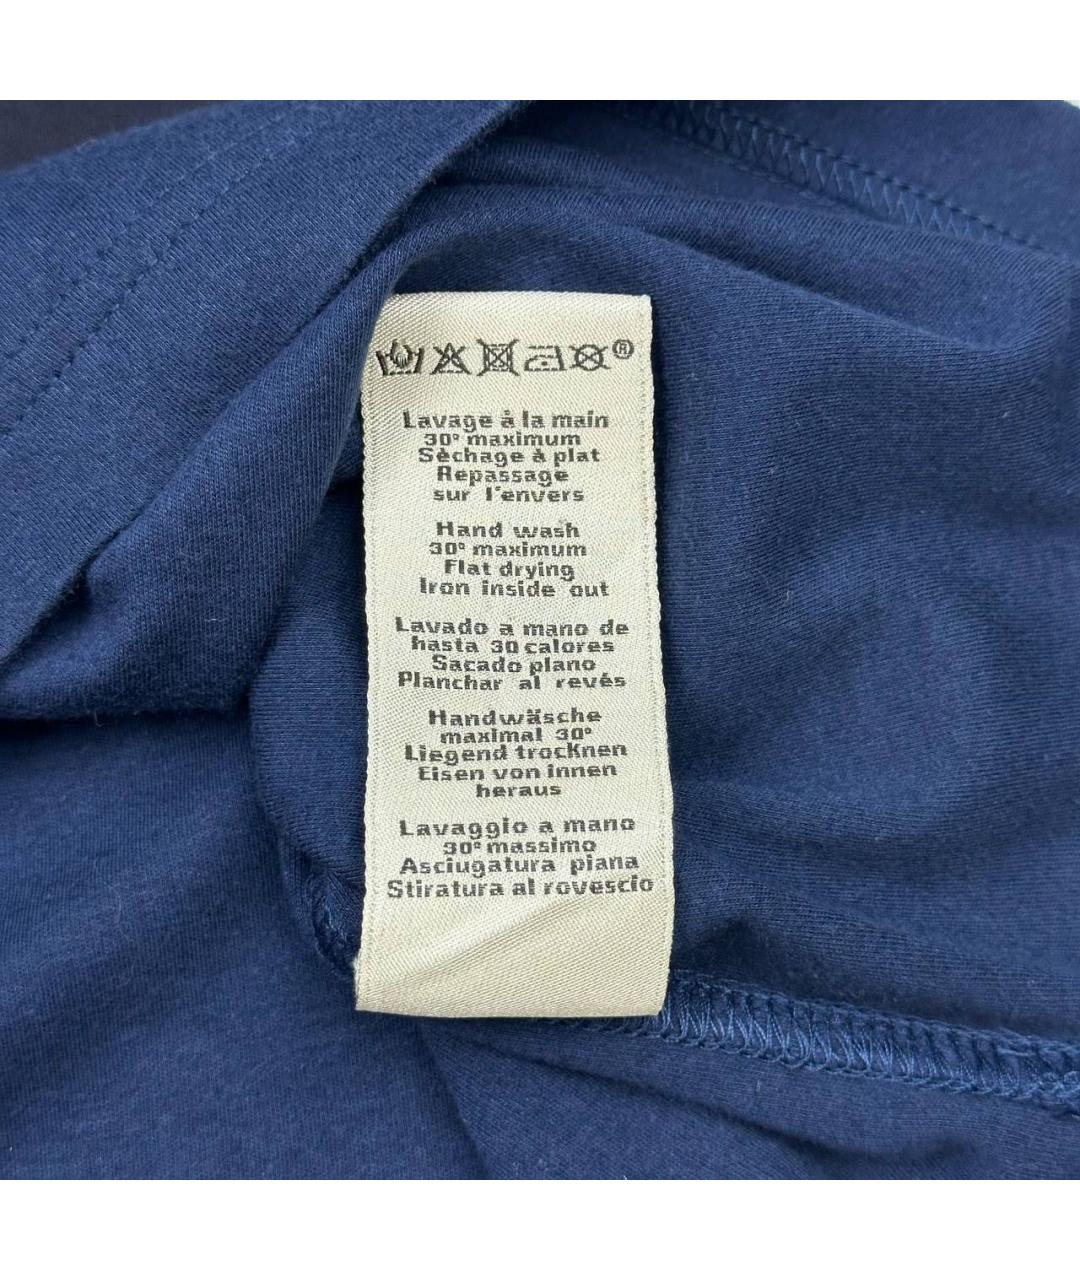 ®
Lavage à la main
30° maximum
Sèchage à plat
Repassage
sur l'envers
Hand wash
30° maximum
Flat drying
Iron inside out
Lavado a mano de
hasta 30 calores
Sacado plano
Planchar al revés
Handwäsche
maximal 30°
Liegend trocknen
Eisen von innen
heraus
Lavaggio a mano
30° massimo
Asciugatura piana
Stiratura al rovescio